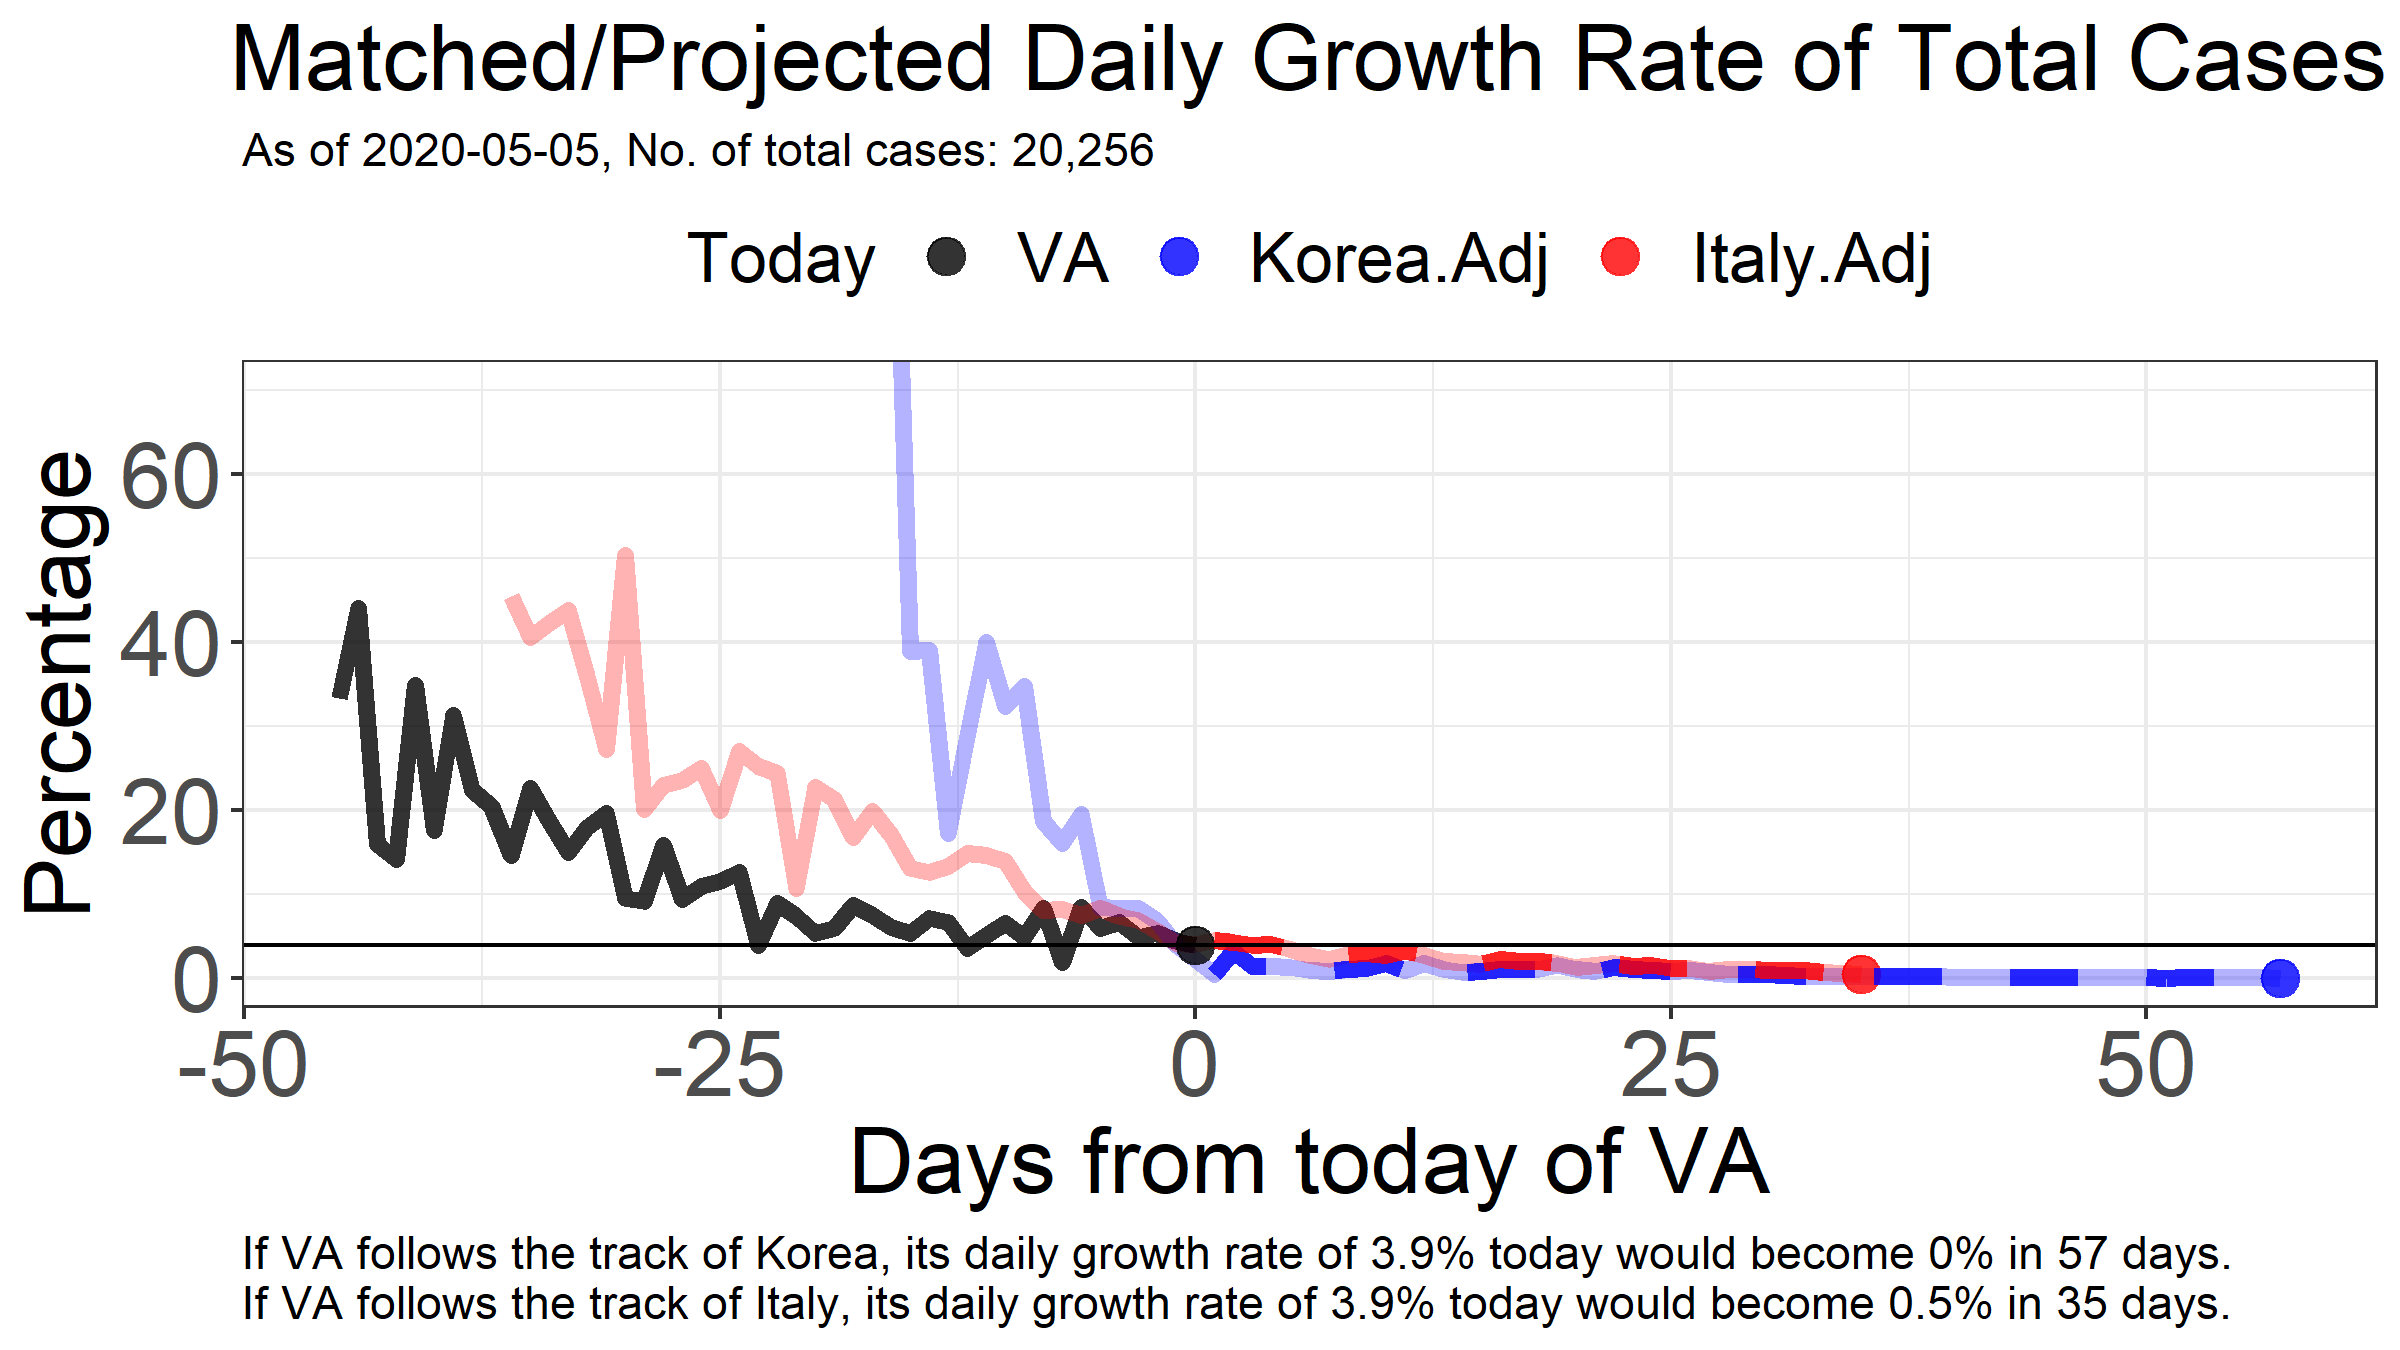 Matched/Projected Daily Growth Rate of Total Cases
As of 2020-05-05, No. of total cases: 20,256
Today VA Korea.Adj Italy.Adj
Percentage
60
40
20
0
-50 -25 0 25 50
Days from today of VA
If VA follows the track of Korea, its daily growth rate of 3.9% today would become 0% in 57 days.
If VA follows the track of Italy, its daily growth rate of 3.9% today would become 0.5% in 35 days.